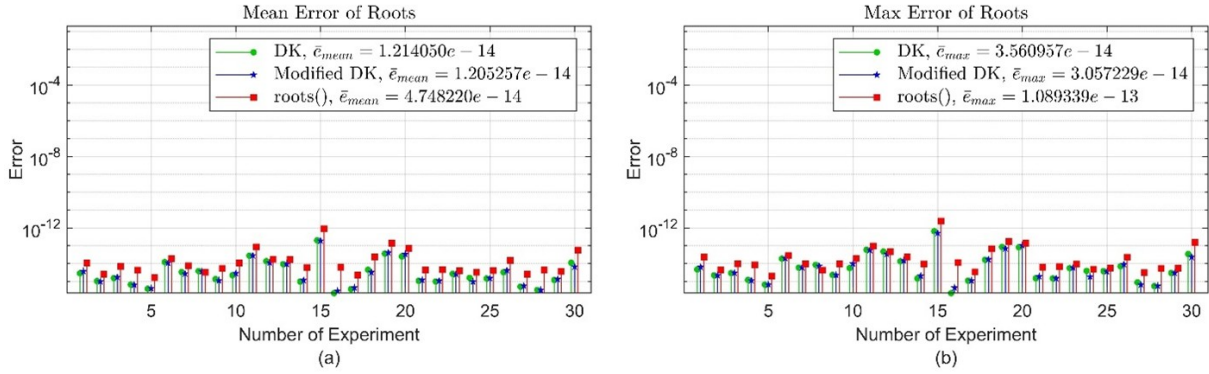 Mean Error of Roots
DK, ē_mean = 1.214050e − 14
Modified DK, ē_mean = 1.205257e − 14
roots(), ē_mean = 4.748220e − 14
10^-4
10^-8
10^-12
Error
5 10 15 20 25 30
Number of Experiment
(a)
Max Error of Roots
DK, ē_max = 3.560957e − 14
Modified DK, ē_max = 3.057229e − 14
roots(), ē_max = 1.089339e − 13
10^-4
10^-8
10^-12
Error
5 10 15 20 25 30
Number of Experiment
(b)